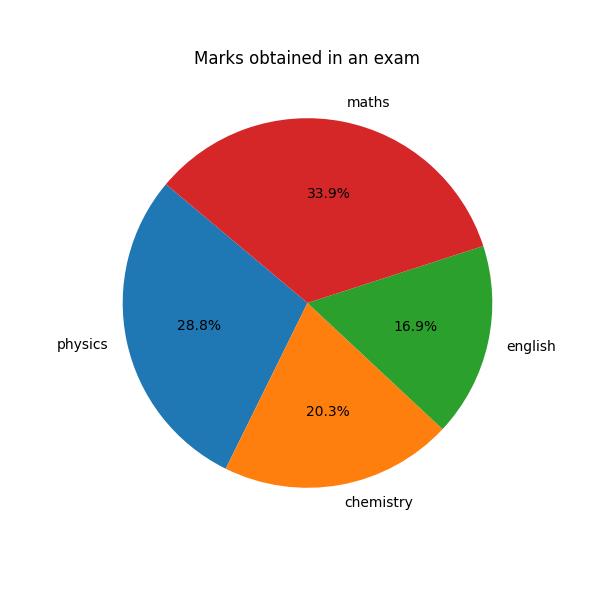 Marks obtained in an exam
maths
33.9%
physics
28.8%
16.9%
english
20.3%
chemistry